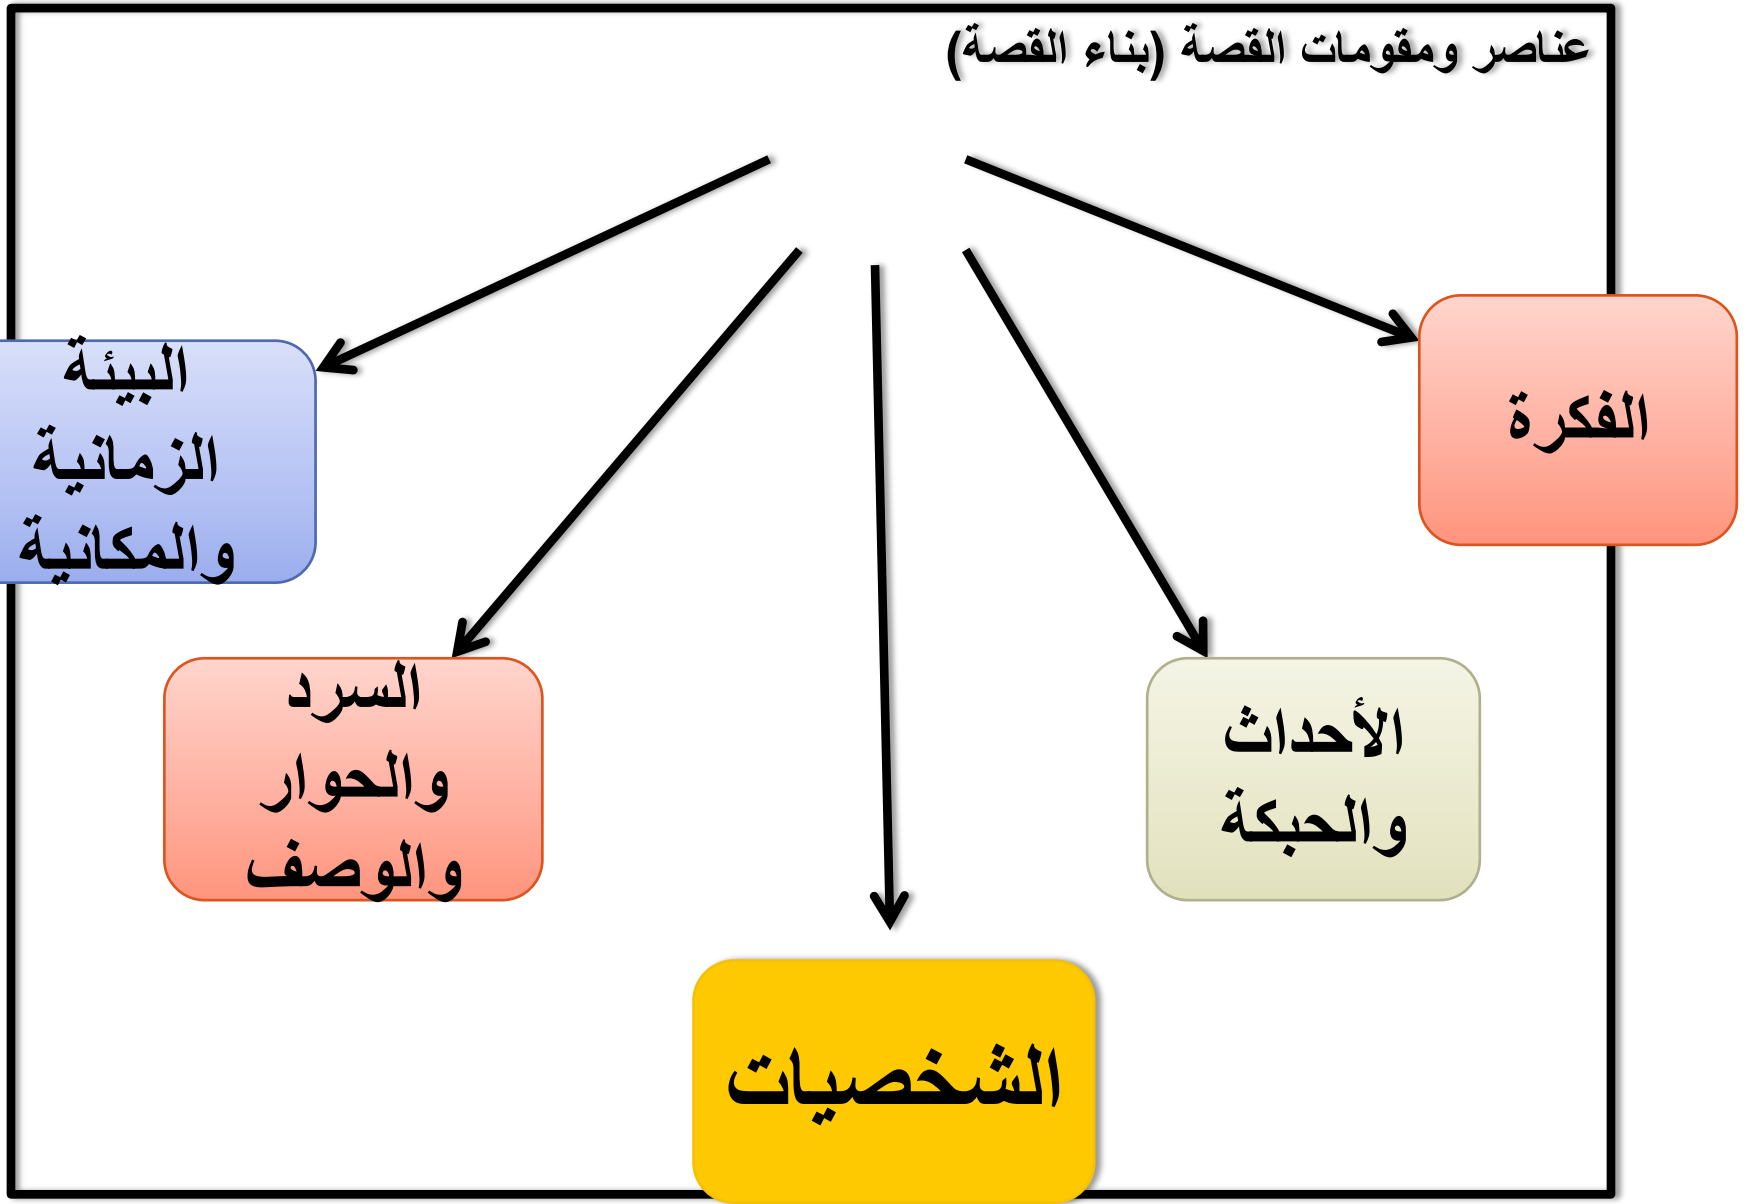 عناصر ومقومات القصة (بناء القصة)
الفكرة
الأحداث
والحبكة
الشخصيات
السرد
والحوار
والوصف
البيئة
الزمانية
والمكانية